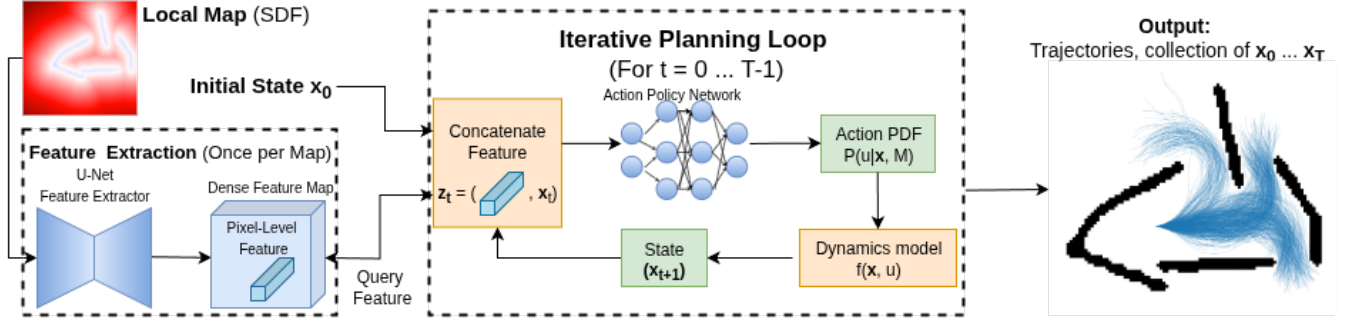 Local Map (SDF)
Initial State x0
Feature Extraction (Once per Map)
U-Net
Feature Extractor
Dense Feature Map
Pixel-Level
Feature
Query
Feature
Iterative Planning Loop
(For t = 0 ... T-1)
Action Policy Network
Concatenate
Feature
zt = ( , xt)
Action PDF
P(u|x, M)
Dynamics model
f(x, u)
State
(xt+1)
Output:
Trajectories, collection of x0 ... xT